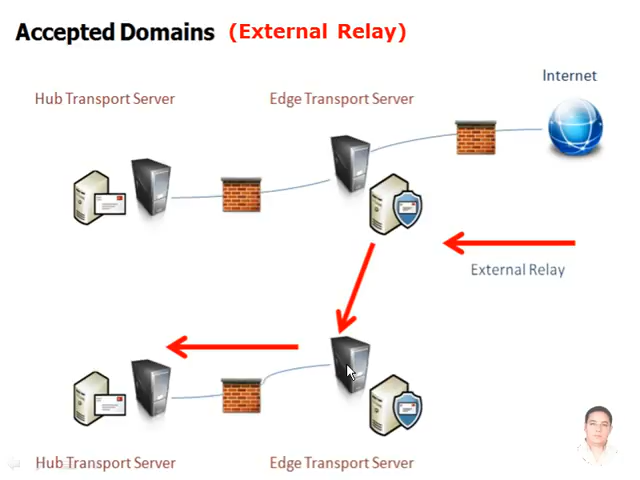 Accepted Domains (External Relay)
Internet
Hub Transport Server Edge Transport Server
External Relay
Hub Transport Server Edge Transport Server